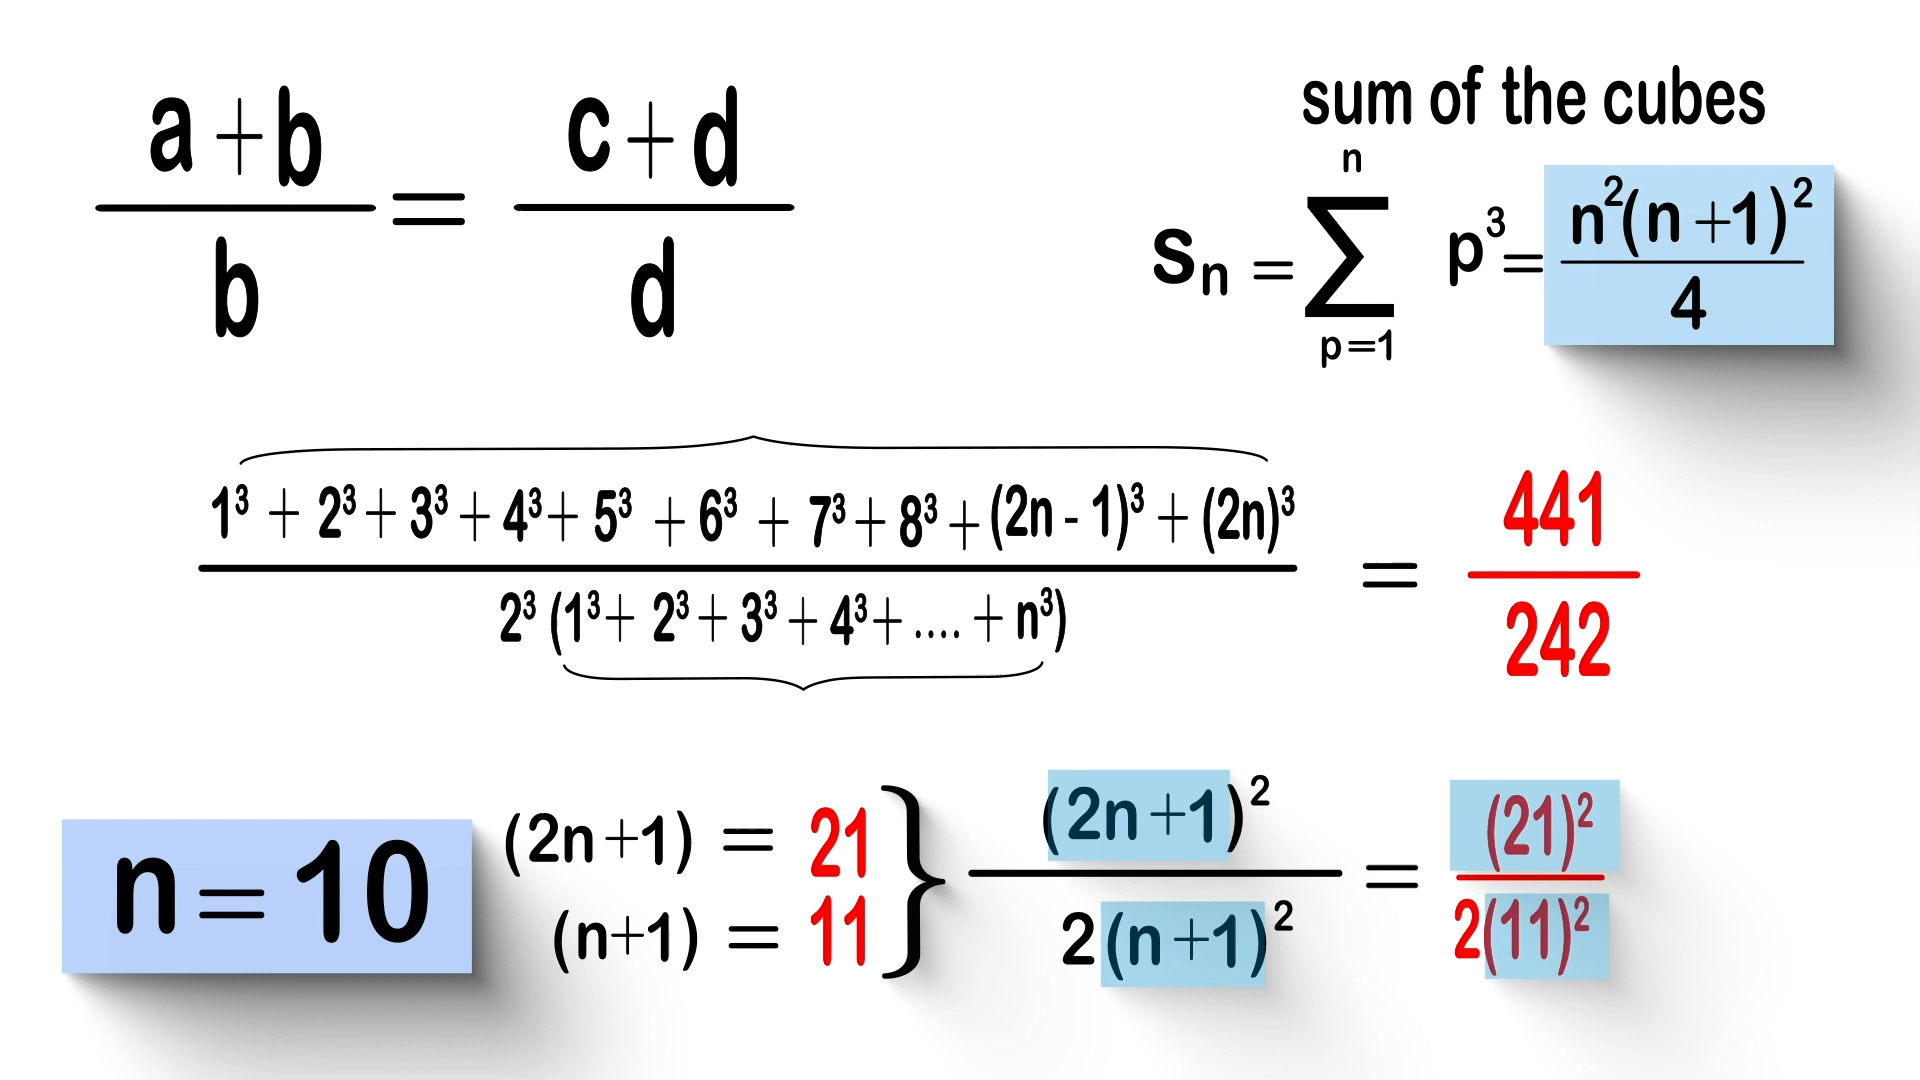 a + b / b = c + d / d
sum of the cubes
sₙ = ∑ p³ = n²(n + 1)² / 4
n
p = 1
1³ + 2³ + 3³ + 4³ + 5³ + 6³ + 7³ + 8³ + (2n - 1)³ + (2n)³
2³ (1³ + 2³ + 3³ + 4³ + .... + n³)
= 441 / 242
n = 10
(2n + 1) = 21
(n + 1) = 11
} (2n + 1)² / 2(n + 1)² = (21)² / 2(11)²